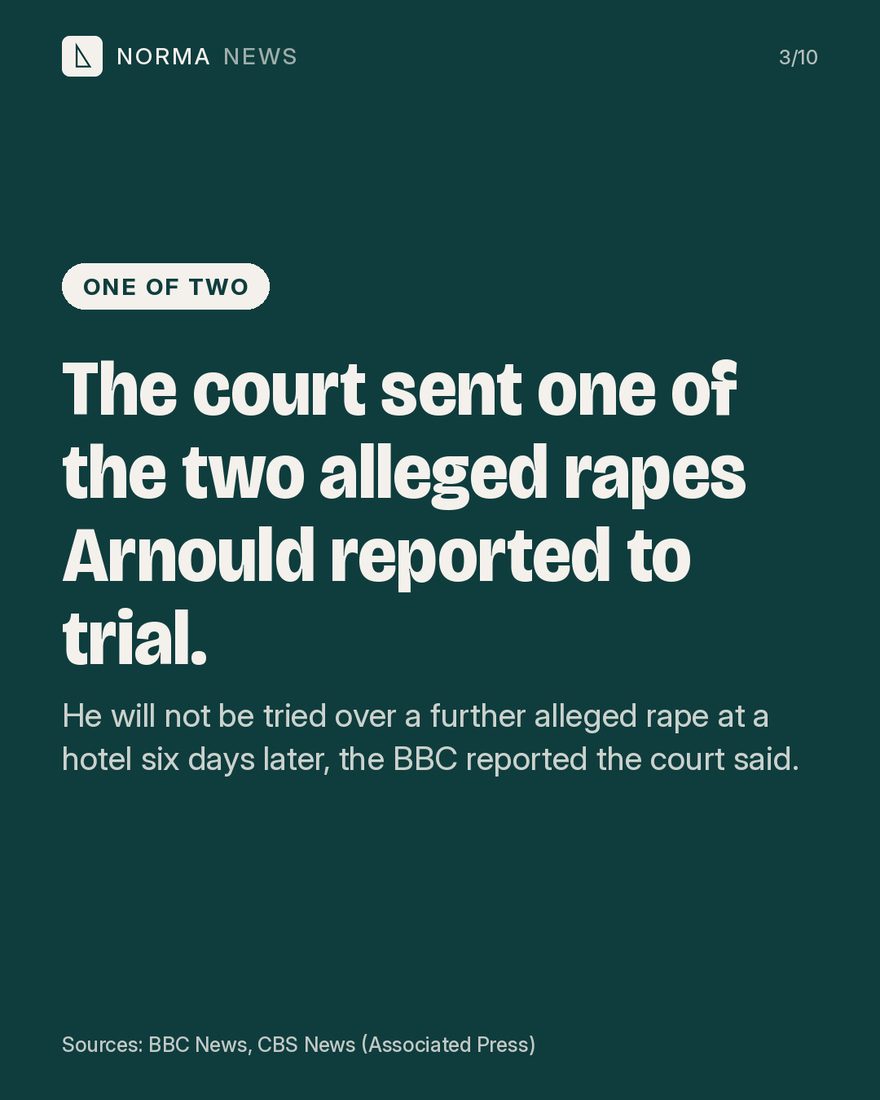 NORMA NEWS
3/10
ONE OF TWO
The court sent one of
the two alleged rapes
Arnould reported to
trial.
He will not be tried over a further alleged rape at a
hotel six days later, the BBC reported the court said.
Sources: BBC News, CBS News (Associated Press)